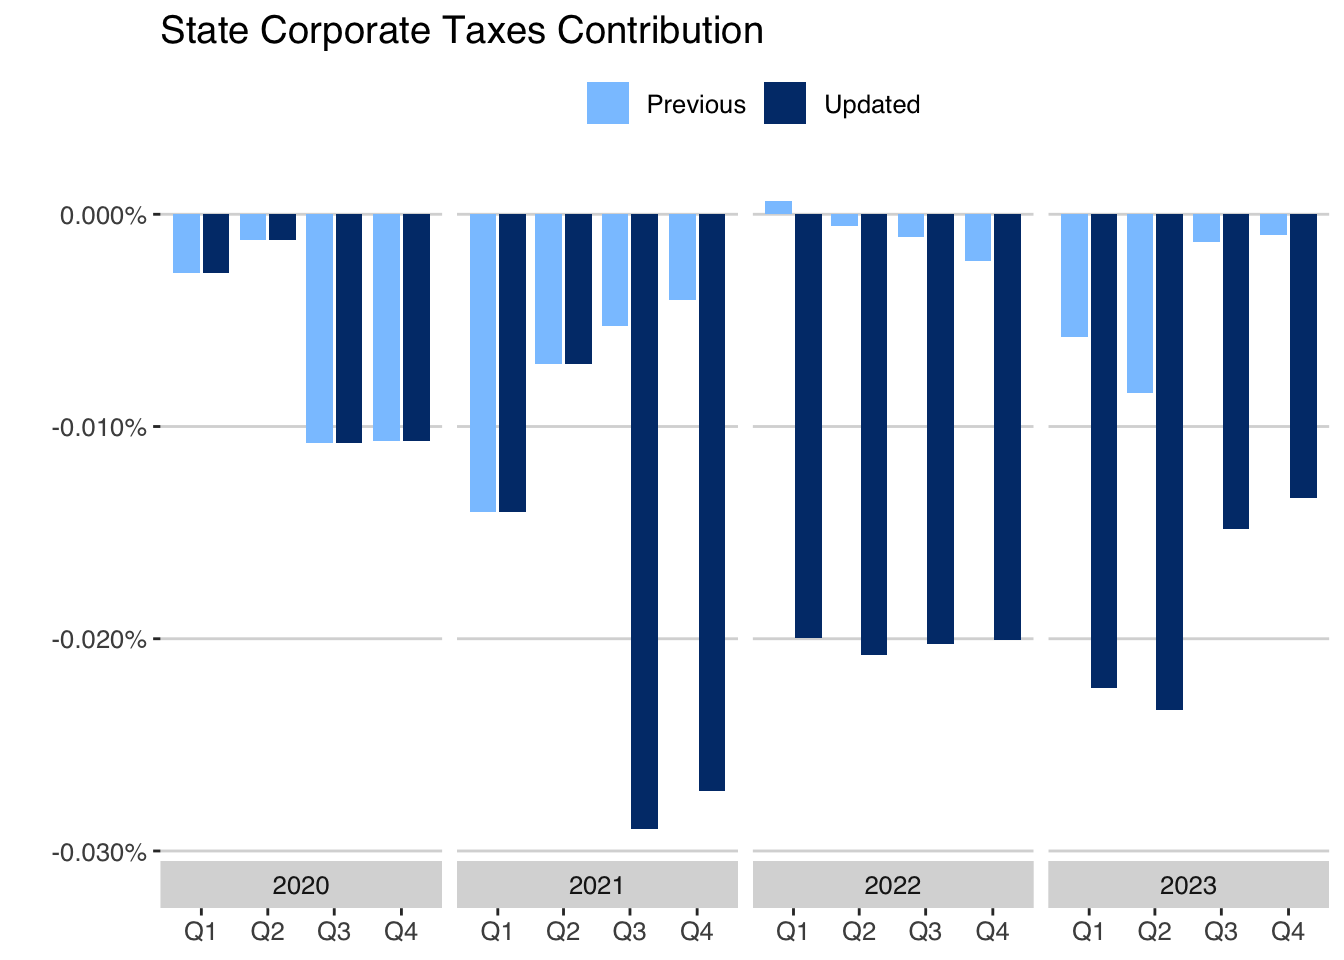 State Corporate Taxes Contribution
Previous Updated
0.000%
-0.010%
-0.020%
-0.030%
2020 2021 2022 2023
Q1 Q2 Q3 Q4 Q1 Q2 Q3 Q4 Q1 Q2 Q3 Q4 Q1 Q2 Q3 Q4